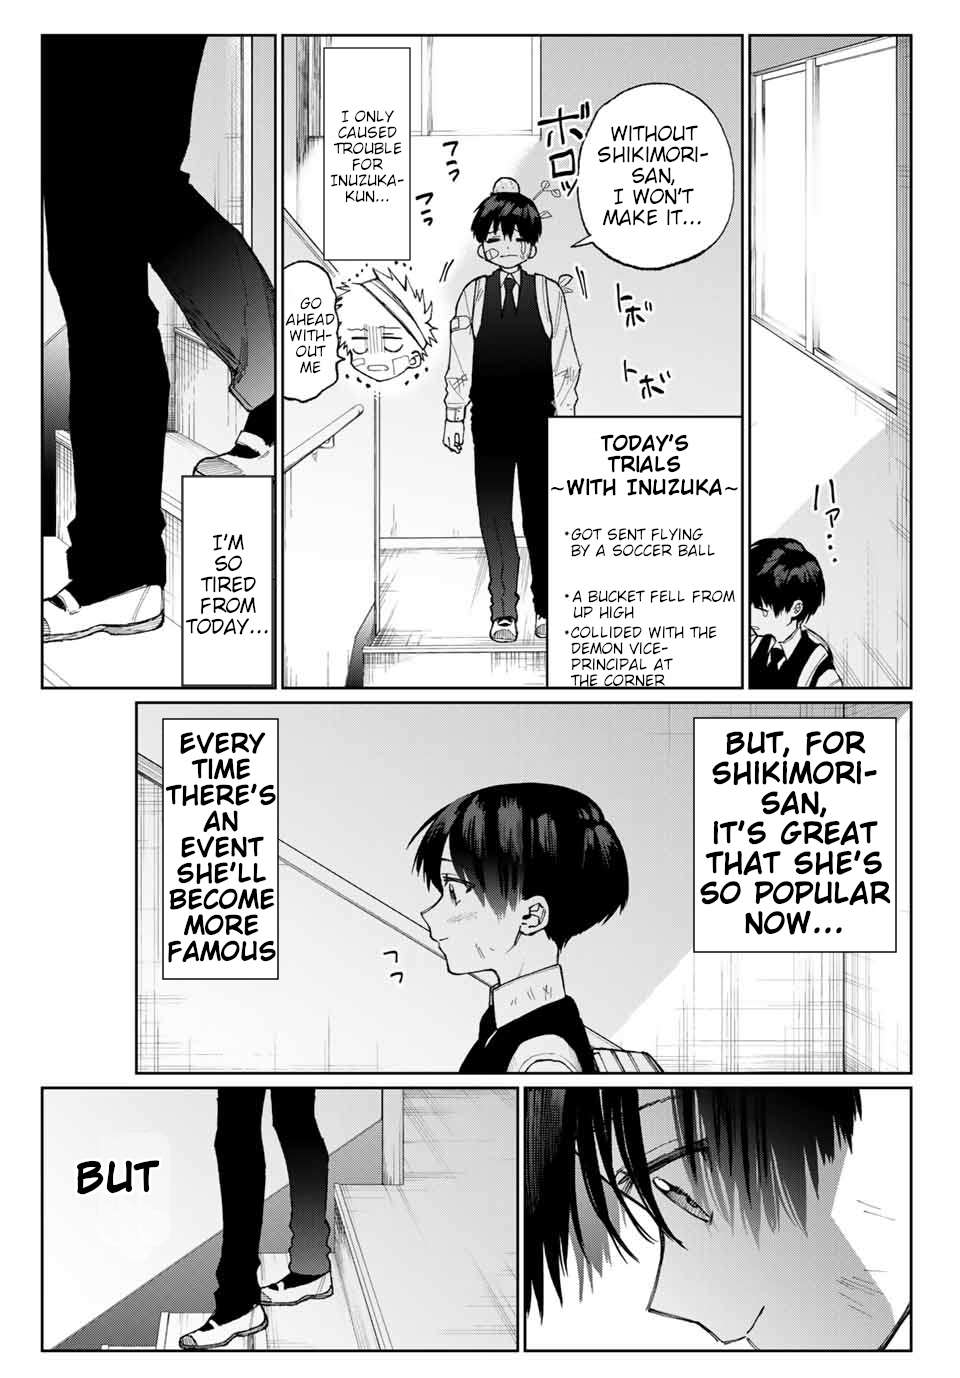 ハァ…
WITHOUT
SHIKIMORI-
SAN,
I WON'T
MAKE IT...
ボロッ
トボ
トボ
フラ
フラ
I ONLY
CAUSED
TROUBLE
FOR
INUZUKA-
KUN...
GO
AHEAD
WITH-
OUT
ME
TODAY'S
TRIALS
~WITH INUZUKA~
•GOT SENT FLYING
BY A SOCCER BALL
•A BUCKET FELL FROM
UP HIGH
•COLLIDED WITH THE
DEMON VICE-
PRINCIPAL AT
THE CORNER
I'M
SO
TIRED
FROM
TODAY...
BUT, FOR
SHIKIMORI-
SAN,
IT'S GREAT
THAT SHE'S
SO POPULAR
NOW...
フラ
EVERY
TIME
THERE'S
AN
EVENT
SHE'LL
BECOME
MORE
FAMOUS
BUT